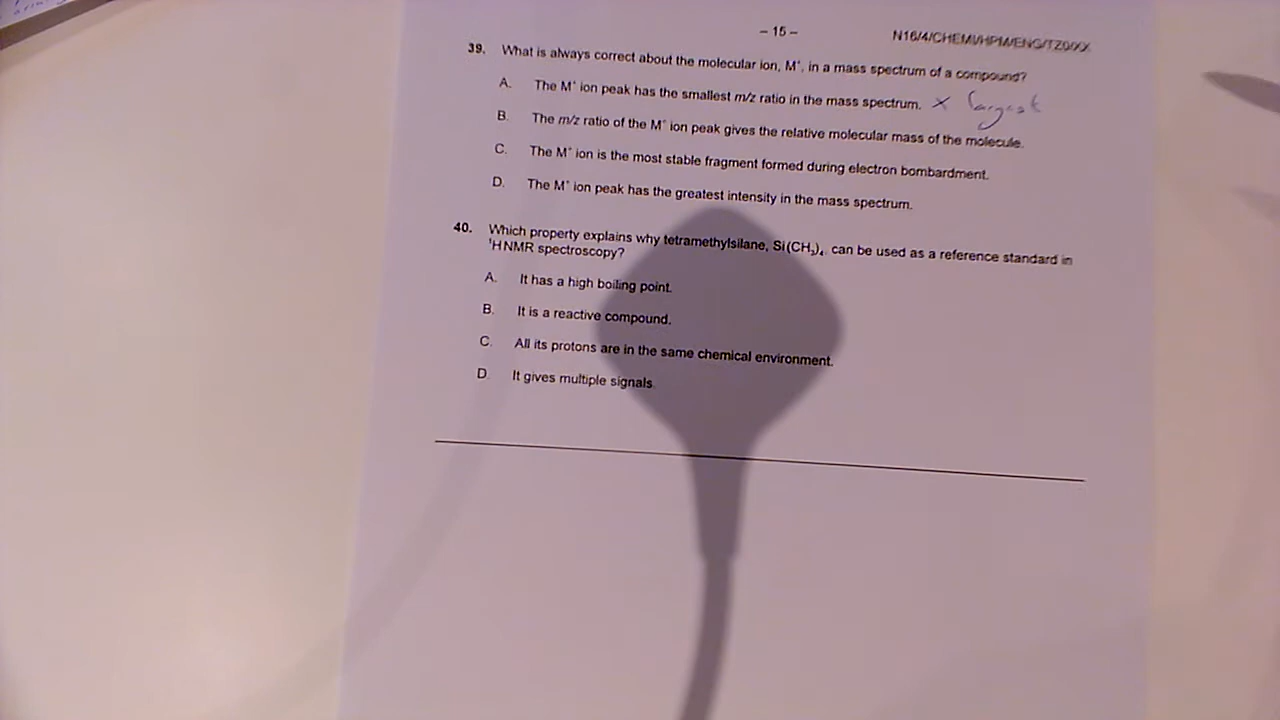 – 15 –
N16/4/CHEMI/HPM/ENG/TZ0/XX
39. What is always correct about the molecular ion, M⁺, in a mass spectrum of a compound?
A. The M⁺ ion peak has the smallest m/z ratio in the mass spectrum. × largest
B. The m/z ratio of the M⁺ ion peak gives the relative molecular mass of the molecule.
C. The M⁺ ion is the most stable fragment formed during electron bombardment.
D. The M⁺ ion peak has the greatest intensity in the mass spectrum.
40. Which property explains why tetramethylsilane, Si(CH₃)₄, can be used as a reference standard in
¹H NMR spectroscopy?
A. It has a high boiling point.
B. It is a reactive compound.
C. All its protons are in the same chemical environment.
D. It gives multiple signals.